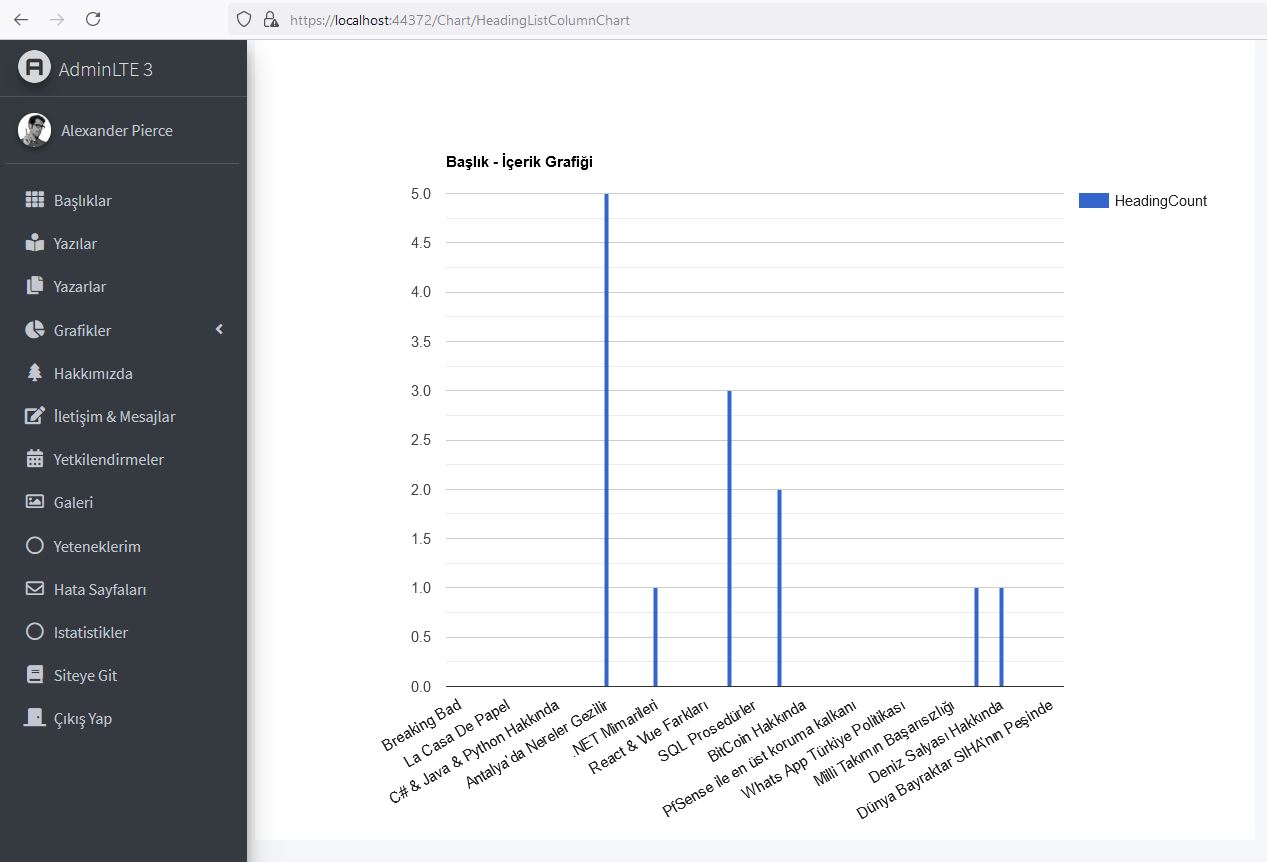 https://localhost:44372/Chart/HeadingListColumnChart
AdminLTE 3
Alexander Pierce
Başlıklar
Yazılar
Yazarlar
Grafikler
Hakkımızda
İletişim & Mesajlar
Yetkilendirmeler
Galeri
Yeteneklerim
Hata Sayfaları
Istatistikler
Siteye Git
Çıkış Yap
Başlık - İçerik Grafiği
HeadingCount
5.0
4.5
4.0
3.5
3.0
2.5
2.0
1.5
1.0
0.5
0.0
Breaking Bad
La Casa De Papel
C# & Java & Python Hakkında
Antalya'da Nereler Gezilir
.NET Mimarileri
React & Vue Farkları
SQL Prosedürler
BitCoin Hakkında
PfSense ile en üst koruma kalkanı
Whats App Türkiye Politikası
Milli Takımın Başarısızlığı
Deniz Salyası Hakkında
Dünya Bayraktar SIHA'nın Peşinde